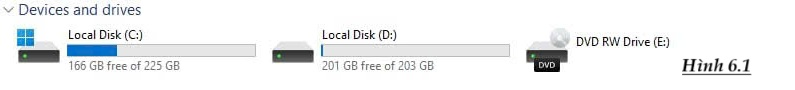 Devices and drives
Local Disk (C:)
166 GB free of 225 GB
Local Disk (D:)
201 GB free of 203 GB
DVD RW Drive (E:)
DVD
Hình 6.1